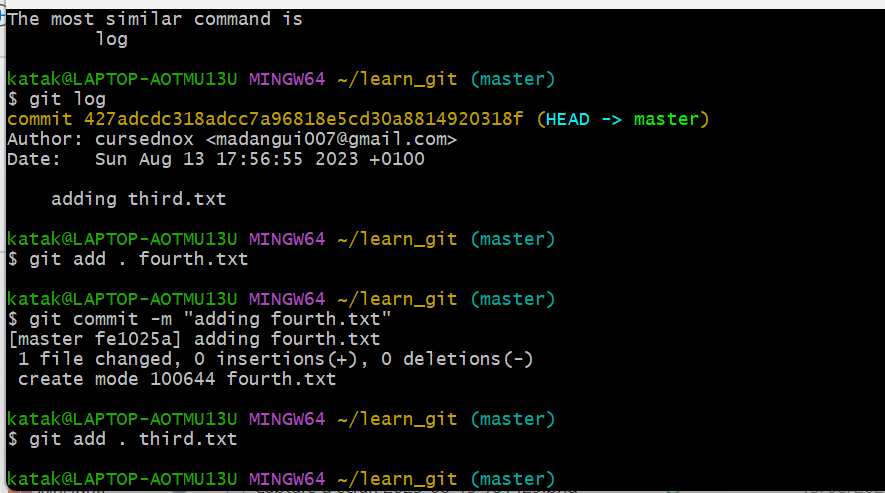 The most similar command is
        log
katak@LAPTOP-AOTMU13U MINGW64 ~/learn_git (master)
$ git log
commit 427adcdc318adcc7a96818e5cd30a8814920318f (HEAD -> master)
Author: cursednox <madangui007@gmail.com>
Date:   Sun Aug 13 17:56:55 2023 +0100
    adding third.txt
katak@LAPTOP-AOTMU13U MINGW64 ~/learn_git (master)
$ git add . fourth.txt
katak@LAPTOP-AOTMU13U MINGW64 ~/learn_git (master)
$ git commit -m "adding fourth.txt"
[master fe1025a] adding fourth.txt
 1 file changed, 0 insertions(+), 0 deletions(-)
 create mode 100644 fourth.txt
katak@LAPTOP-AOTMU13U MINGW64 ~/learn_git (master)
$ git add . third.txt
katak@LAPTOP-AOTMU13U MINGW64 ~/learn_git (master)